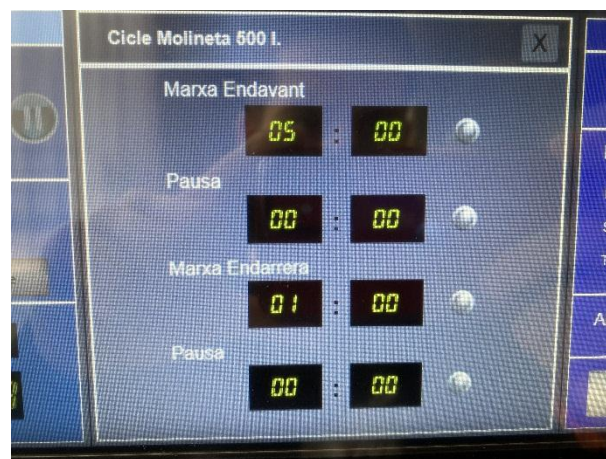 Cicle Molineta 500 l.
X
Marxa Endavant
05 : 00
Pausa
00 : 00
Marxa Endarrera
01 : 00
Pausa
00 : 00